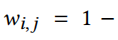 w_{i,j} = 1 −